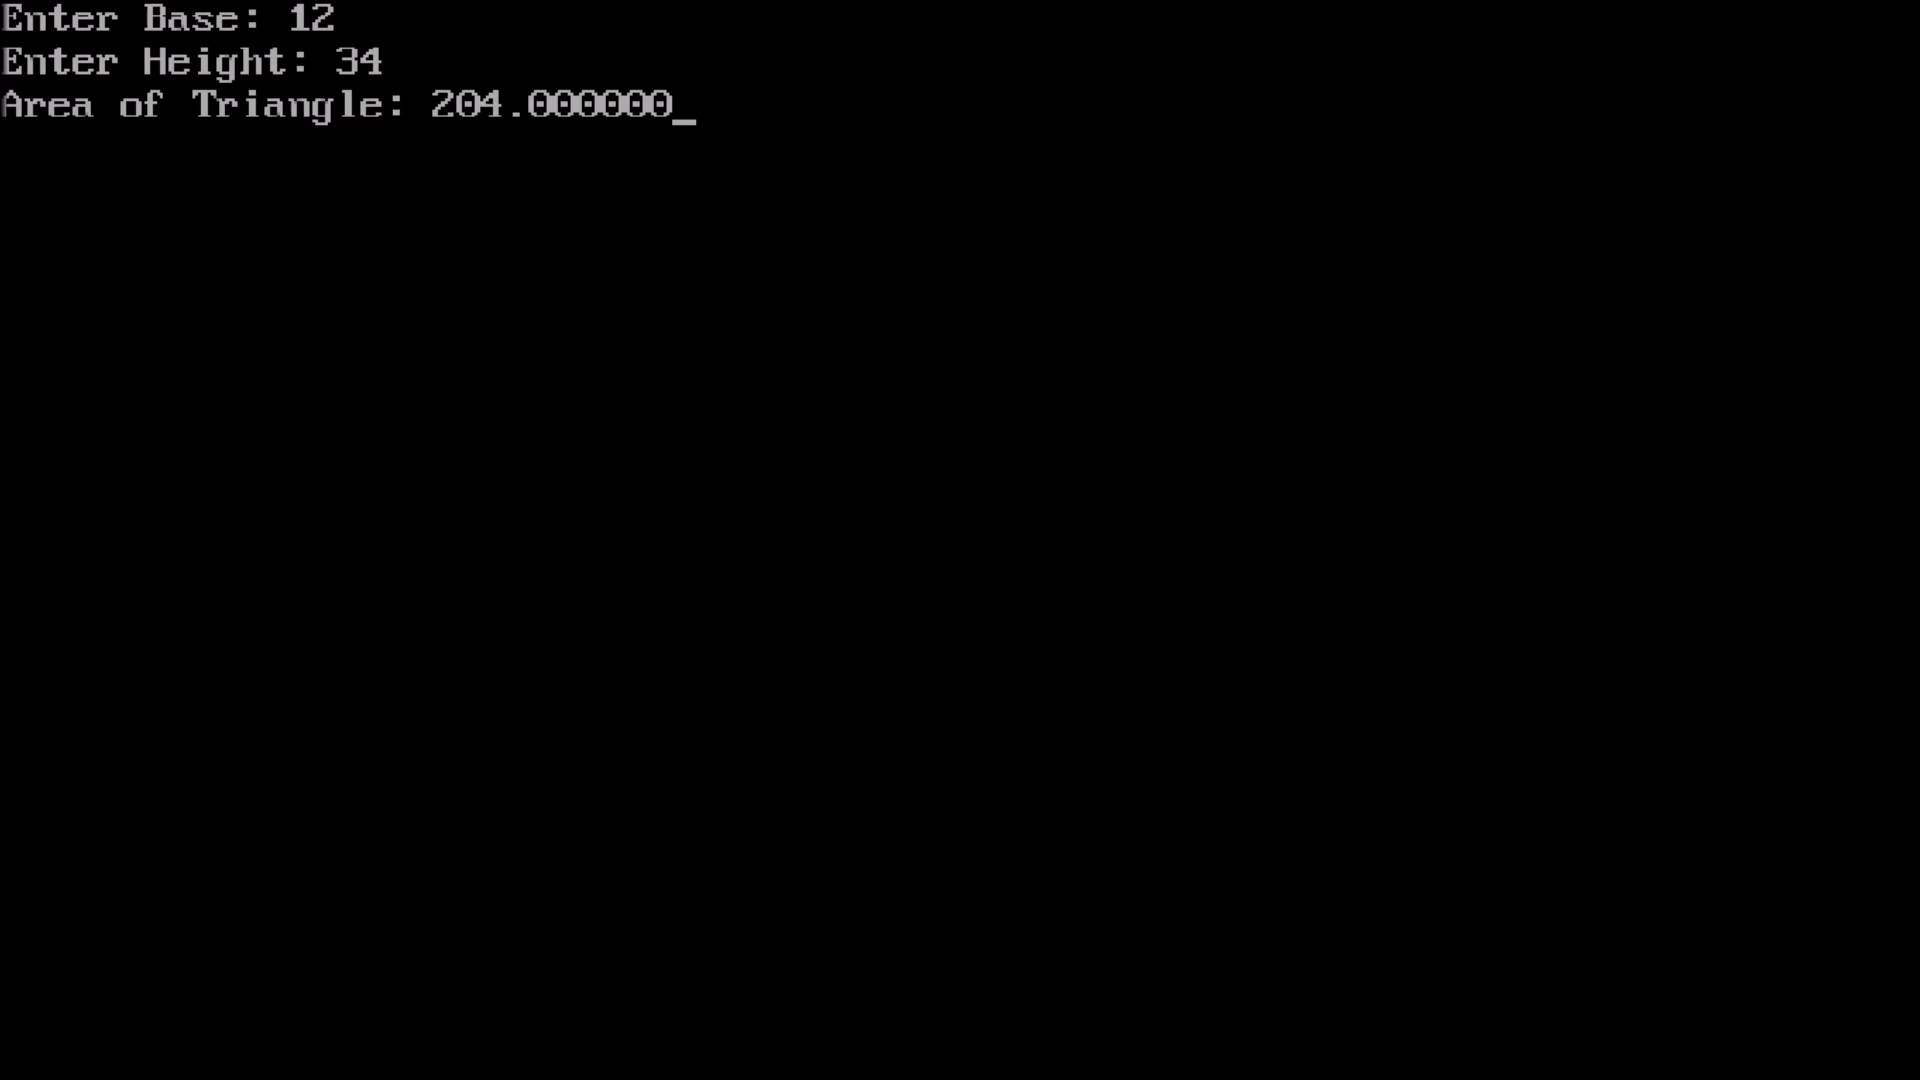 Enter Base: 12
Enter Height: 34
Area of Triangle: 204.000000_